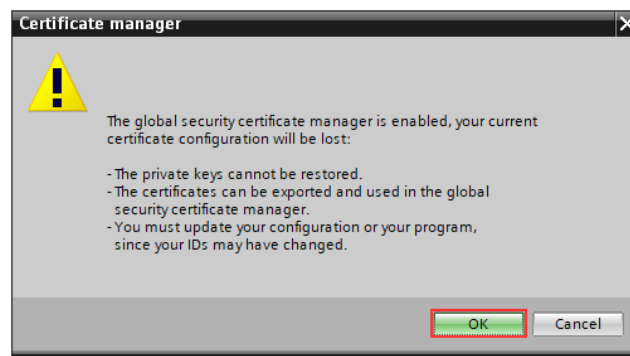 Certificate manager
The global security certificate manager is enabled, your current
certificate configuration will be lost:
- The private keys cannot be restored.
- The certificates can be exported and used in the global
security certificate manager.
- You must update your configuration or your program,
since your IDs may have changed.
OK
Cancel